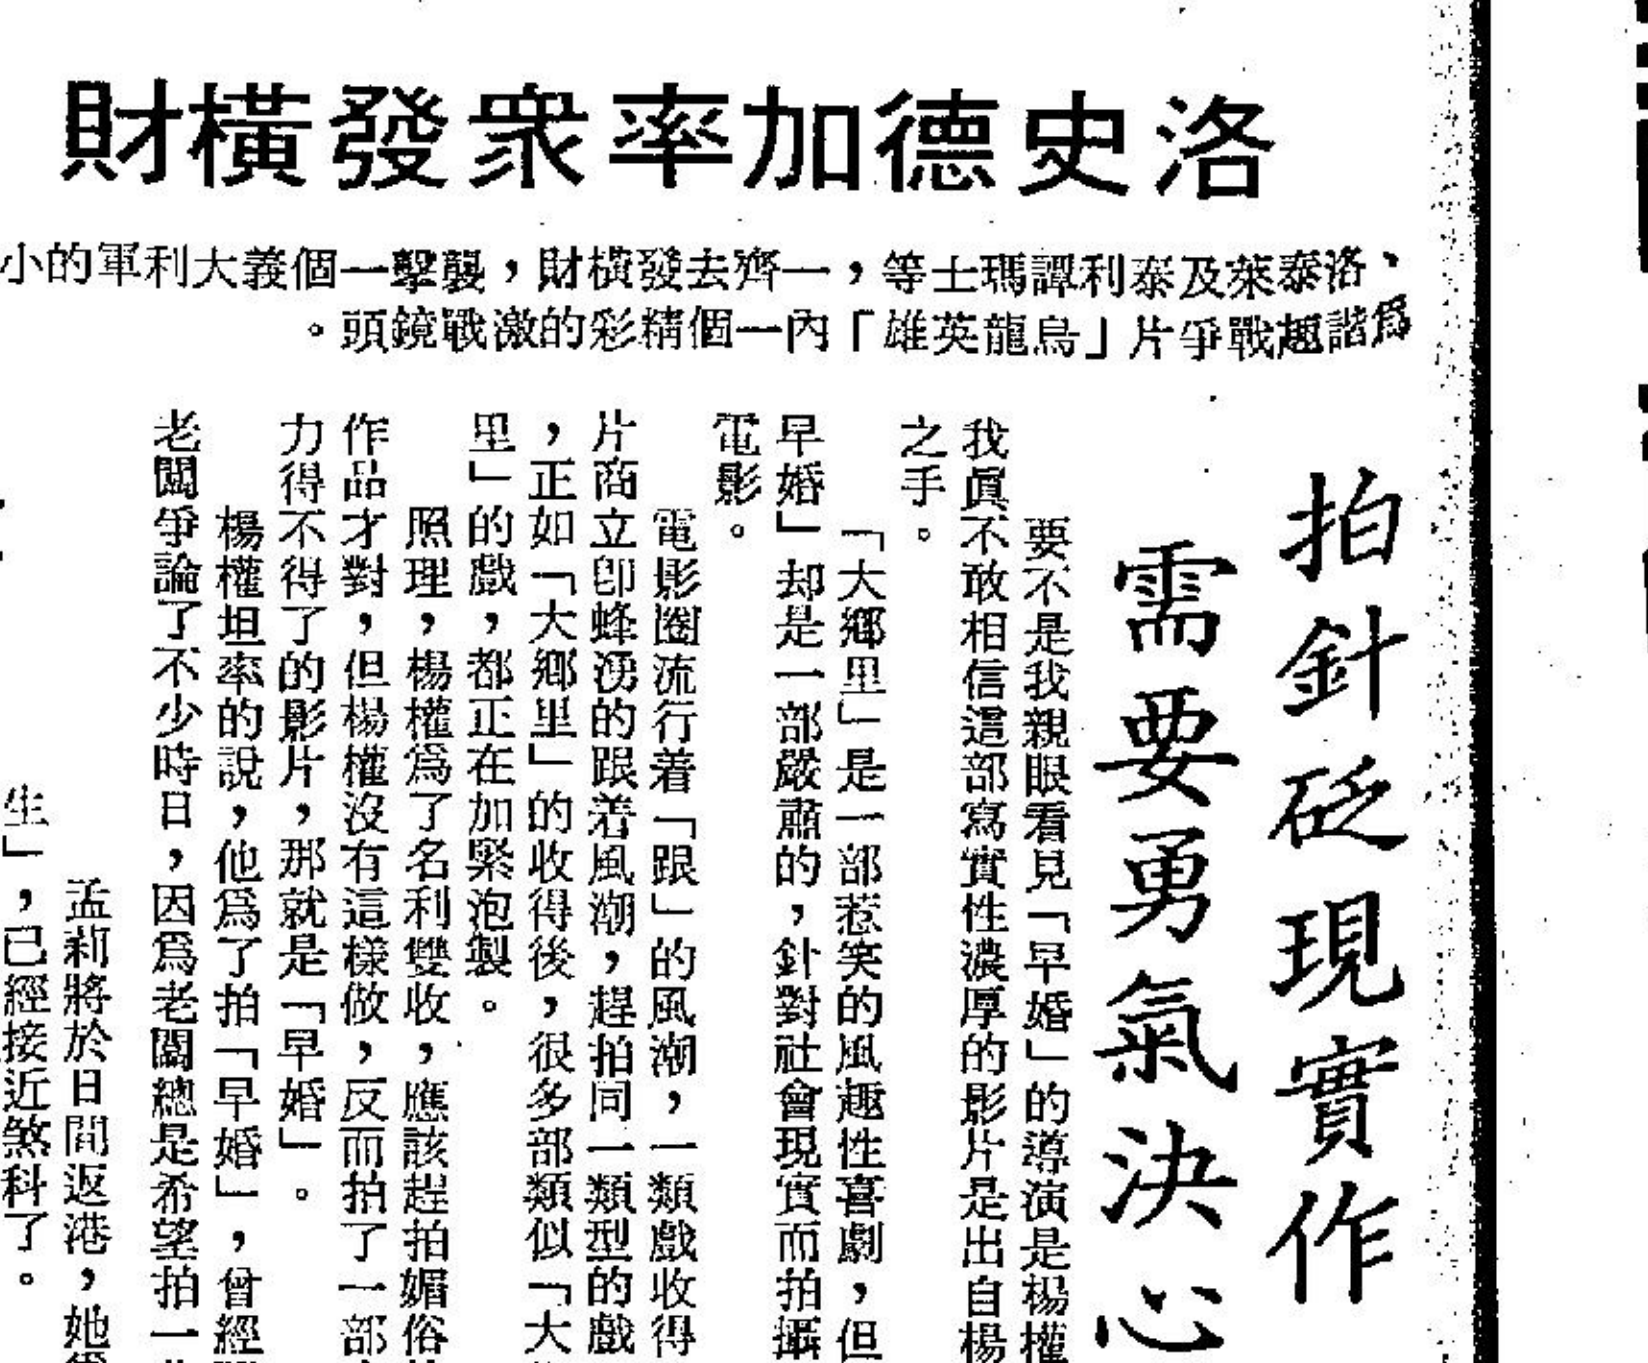 洛史德加率眾發橫財
、洛泰萊及泰利譚瑪士等，一齊去發橫財，襲擊一個義大利軍的小
爲諧趣戰爭片「烏龍英雄」內一個精彩的激戰鏡頭。
拍針砭現實作
需要勇氣決心
要不是我親眼看見「早婚」的導演是楊權
我眞不敢相信這部寫實性濃厚的影片是出自楊
之手。
「大鄉里」是一部惹笑的風趣性喜劇，但
早婚」却是一部嚴肅的，針對社會現實而拍攝
電影。
電影圈流行着「跟」的風潮，一類戲收得
片商立卽蜂湧的跟着風潮，趕拍同一類型的戲
，正如「大鄉里」的收得後，很多部類似「大
里」的戲，都正在加緊泡製。
照理，楊權爲了名利雙收，應該趕拍媚俗
作品才對，但楊權沒有這樣做，反而拍了一部
力得不得了的影片，那就是「早婚」。
楊權坦率的說，他爲了拍「早婚」，曾經
老闆爭論了不少時日，因爲老闆總是希望拍一
孟莉將於日間返港，她
生」，已經接近煞科了。